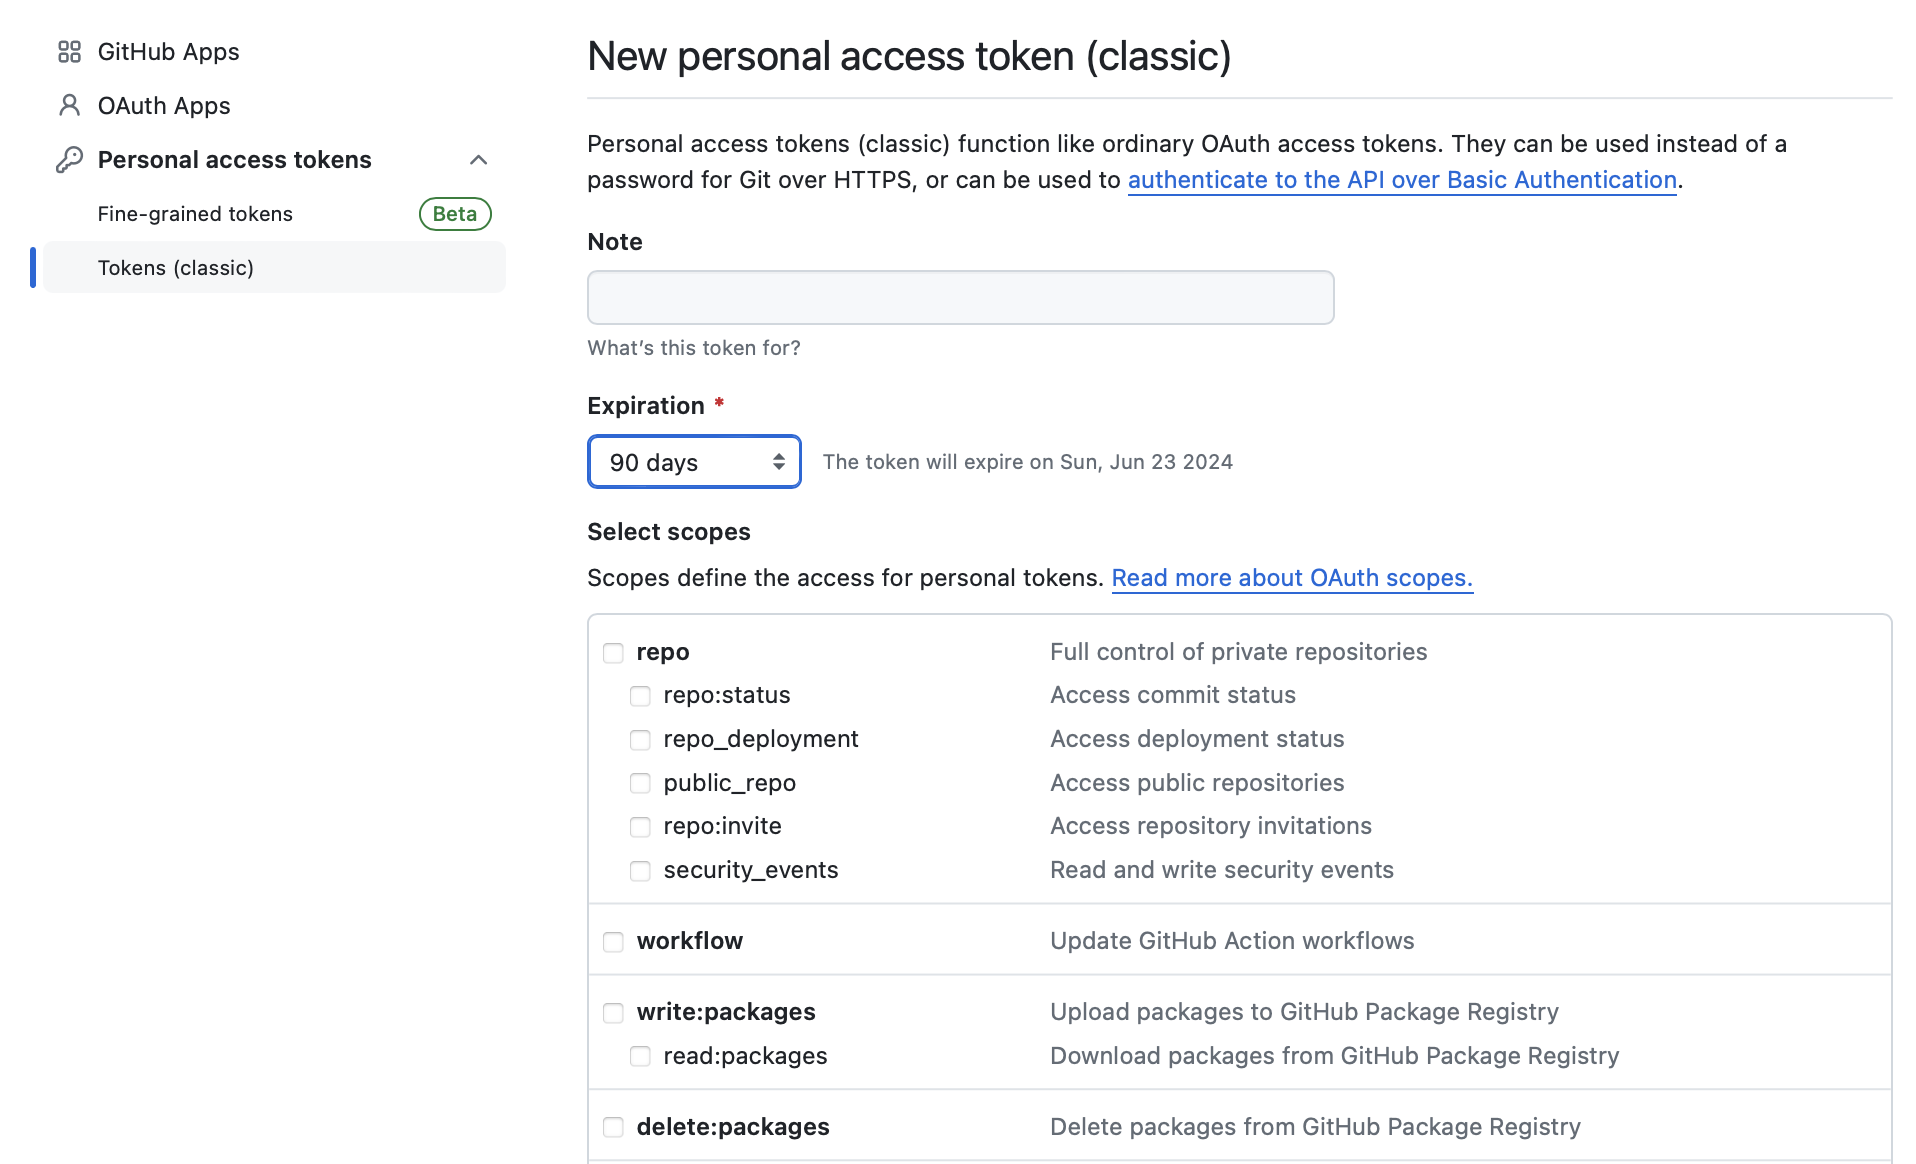 GitHub Apps
OAuth Apps
Personal access tokens
Fine-grained tokens Beta
Tokens (classic)
New personal access token (classic)
Personal access tokens (classic) function like ordinary OAuth access tokens. They can be used instead of a
password for Git over HTTPS, or can be used to authenticate to the API over Basic Authentication.
Note
What's this token for?
Expiration *
90 days The token will expire on Sun, Jun 23 2024
Select scopes
Scopes define the access for personal tokens. Read more about OAuth scopes.
repo Full control of private repositories
repo:status Access commit status
repo_deployment Access deployment status
public_repo Access public repositories
repo:invite Access repository invitations
security_events Read and write security events
workflow Update GitHub Action workflows
write:packages Upload packages to GitHub Package Registry
read:packages Download packages from GitHub Package Registry
delete:packages Delete packages from GitHub Package Registry